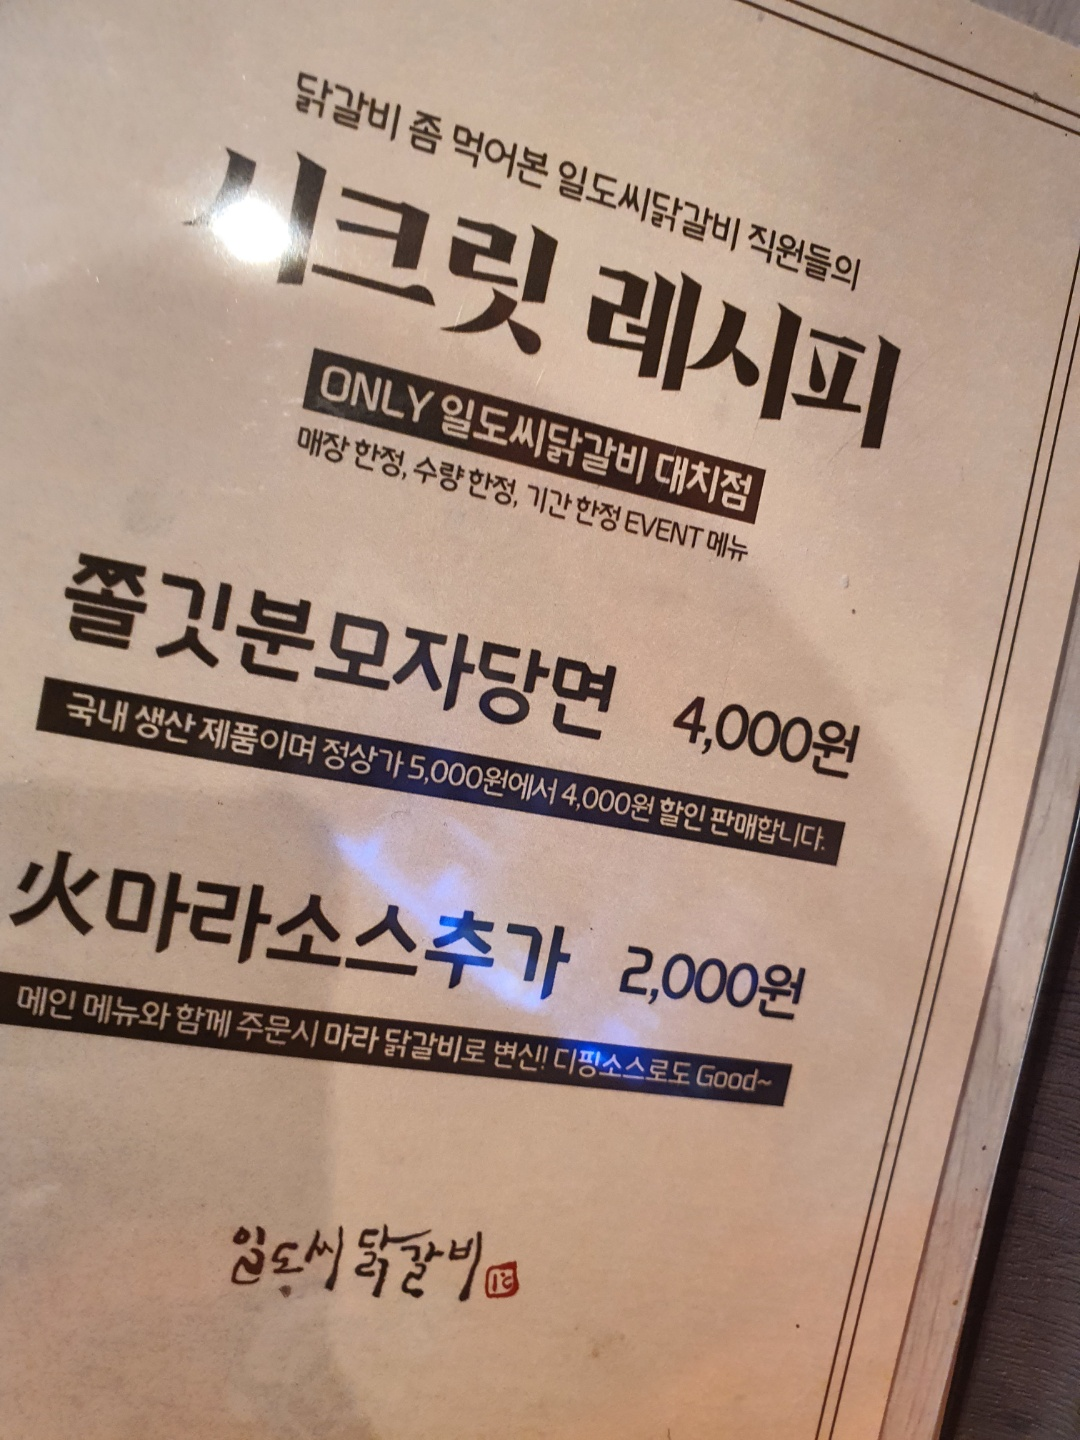 닭갈비 좀 먹어본 일도씨닭갈비 직원들의
시크릿 레시피
ONLY 일도씨닭갈비 대치점
매장 한정, 수량 한정, 기간 한정 EVENT 메뉴
쫄깃분모자당면 4,000원
국내 생산 제품이며 정상가 5,000원에서 4,000원 할인 판매합니다.
火마라소스추가 2,000원
메인 메뉴와 함께 주문시 마라 닭갈비로 변신! 디핑소스로도 Good~
일도씨 닭갈비 1℃